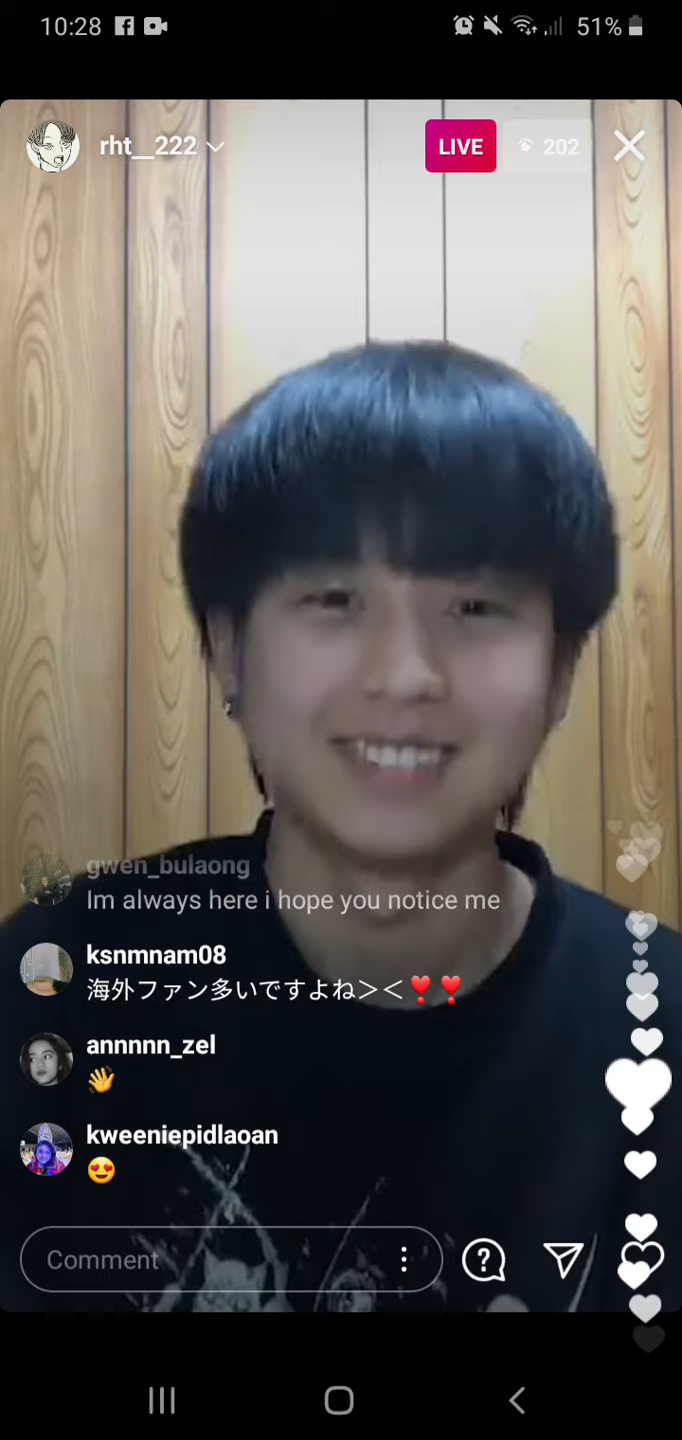 10:28
51%
rht__222
LIVE
202
gwen_bulaong
Im always here i hope you notice me
ksnmnam08
海外ファン多いですよね＞＜❣️❣️
annnnn_zel
👋
kweeniepidlaoan
😍
Comment